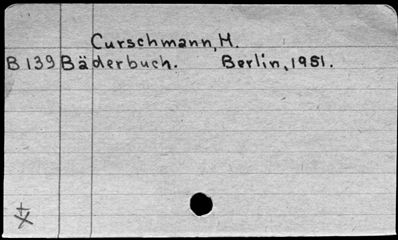 Curschmann, H.
B 139 Bäderbuch. Berlin, 1951.